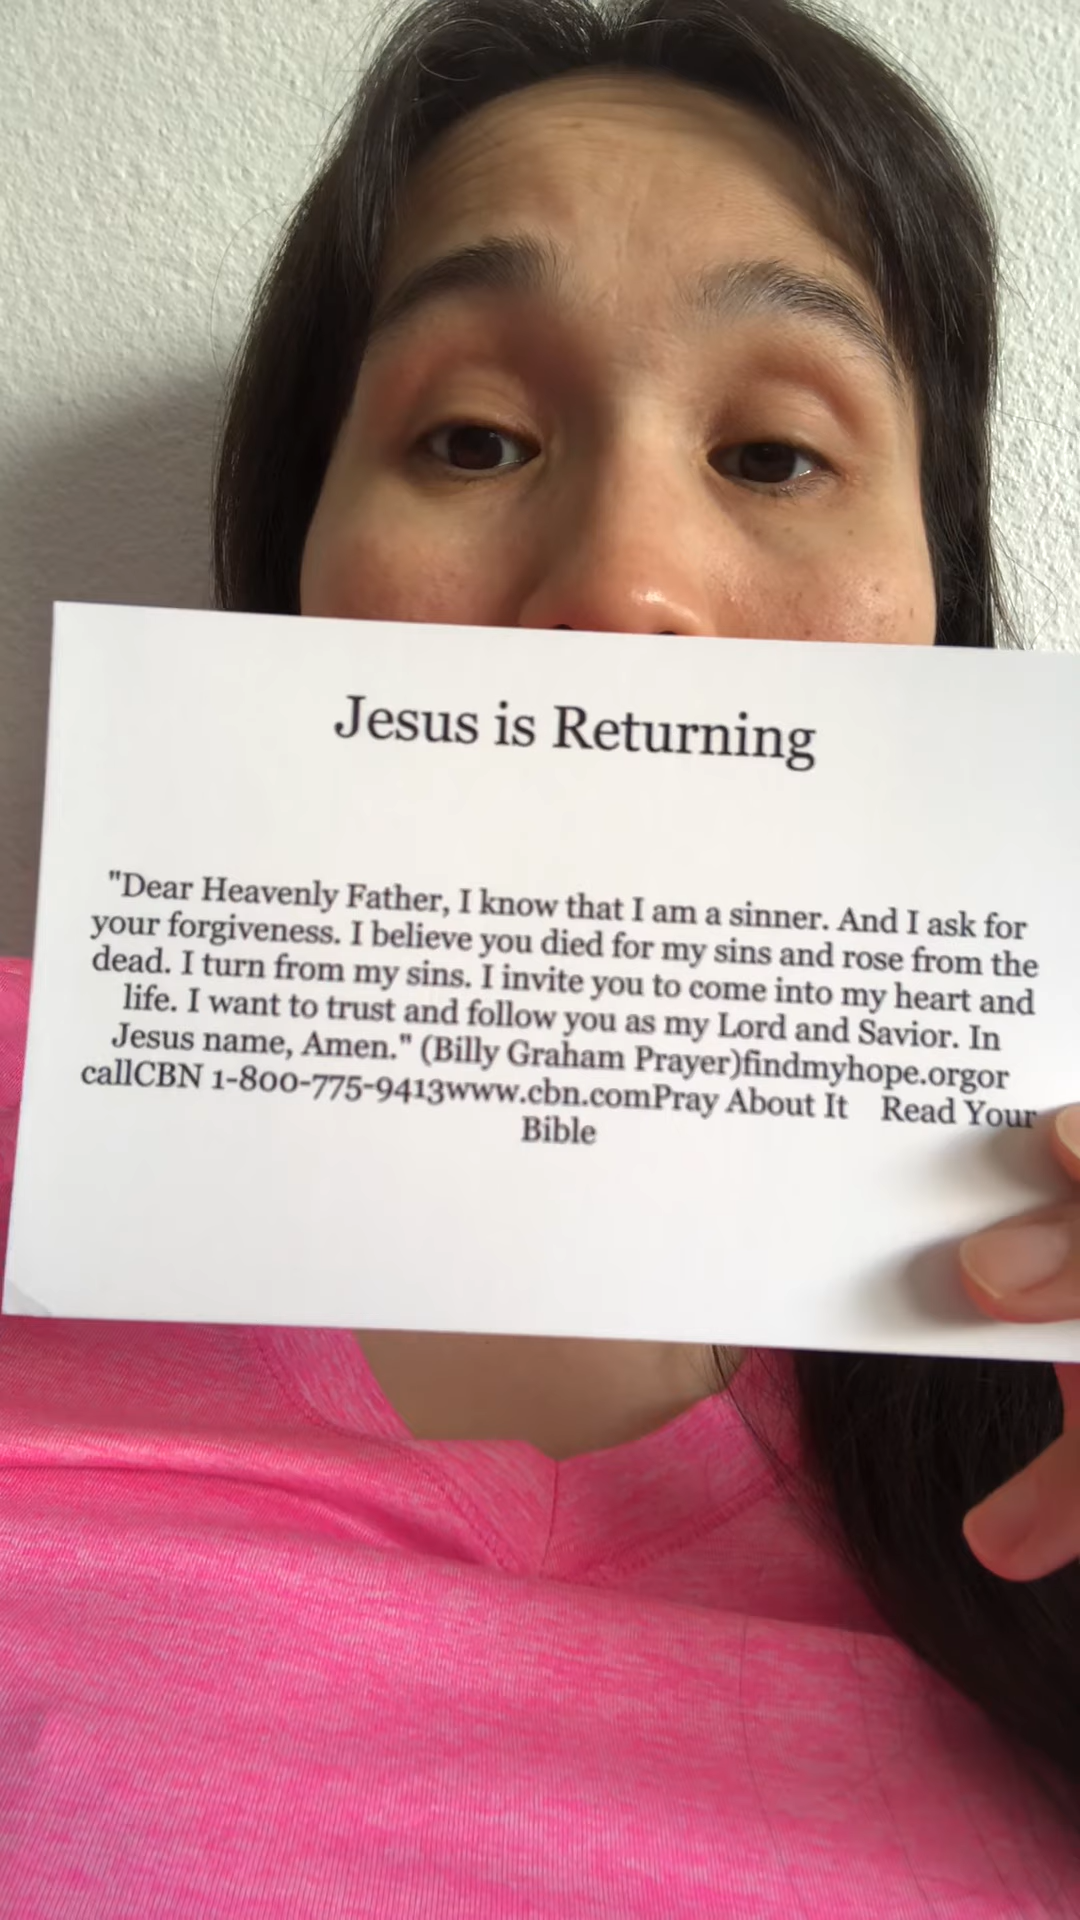 Jesus is Returning
"Dear Heavenly Father, I know that I am a sinner. And I ask for
your forgiveness. I believe you died for my sins and rose from the
dead. I turn from my sins. I invite you to come into my heart and
life. I want to trust and follow you as my Lord and Savior. In
Jesus name, Amen." (Billy Graham Prayer)findmyhope.orgor
callCBN 1-800-775-9413www.cbn.comPray About It Read Your
Bible